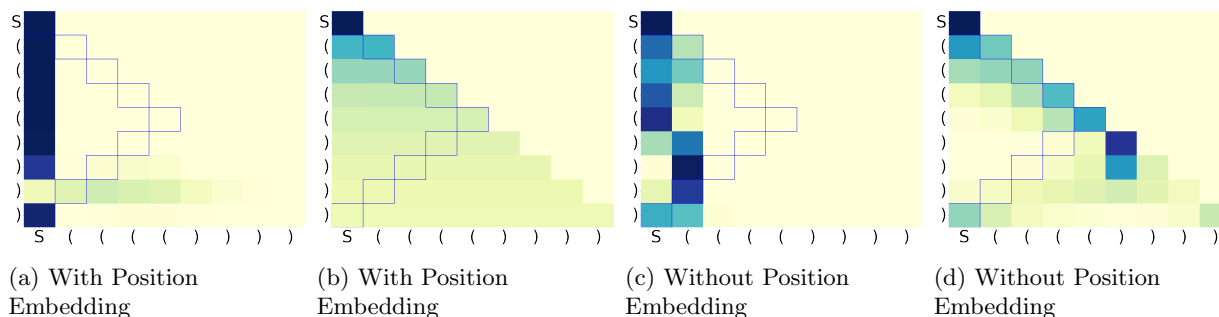 S S S S
( ( ( (
( ( ( (
( ( ( (
( ( ( (
) ) ) )
) ) ) )
) ) ) )
) ) ) )
S ( ( ( ( ) ) ) ) S ( ( ( ( ) ) ) ) S ( ( ( ( ) ) ) ) S ( ( ( ( ) ) ) )
(a) With Position Embedding
(b) With Position Embedding
(c) Without Position Embedding
(d) Without Position Embedding